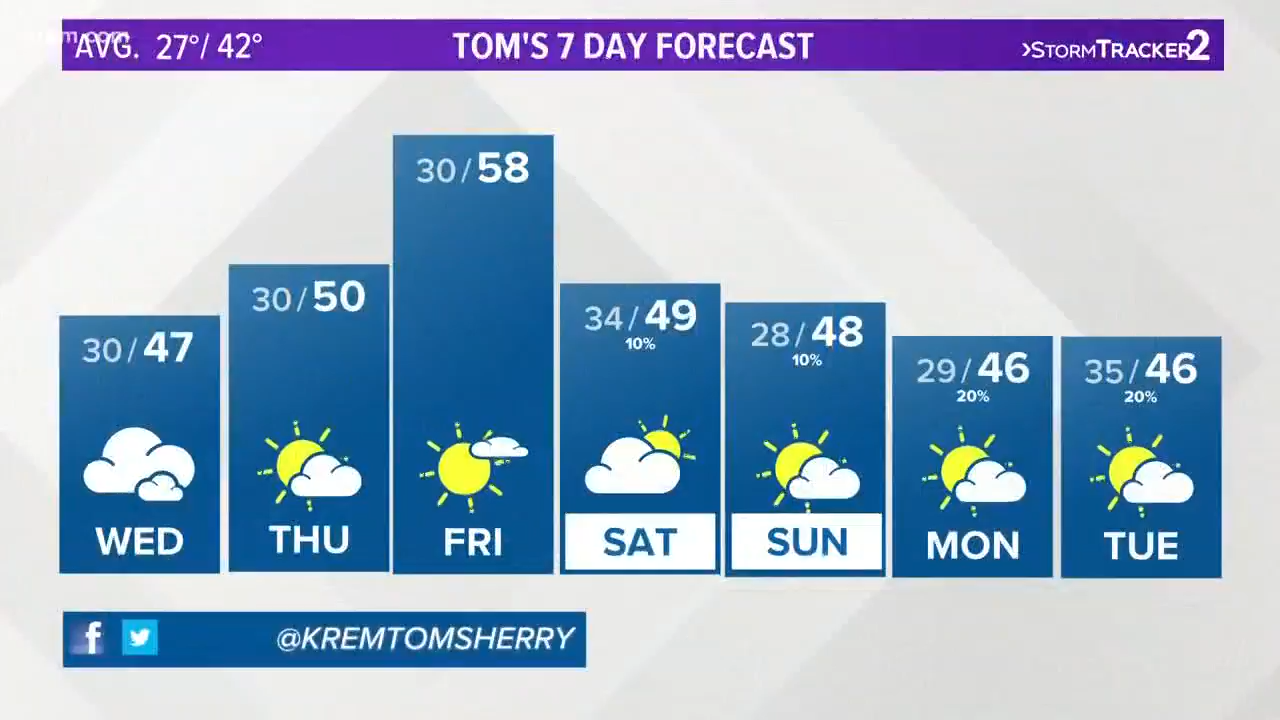 AVG. 27°/ 42°
TOM'S 7 DAY FORECAST
STORMTRACKER2
30/47
WED
30/50
THU
30/58
FRI
34/49
10%
SAT
28/48
10%
SUN
29/46
20%
MON
35/46
20%
TUE
@KREMTOMSHERRY